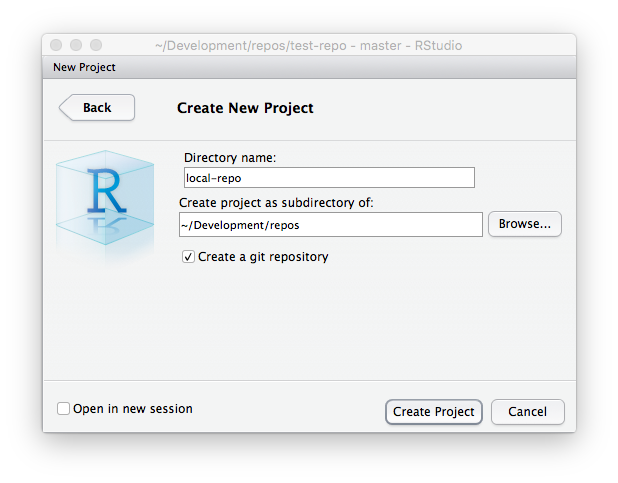 ~/Development/repos/test-repo - master - RStudio
New Project
Back
Create New Project
R
Directory name:
local-repo
Create project as subdirectory of:
~/Development/repos
Browse...
Create a git repository
Open in new session
Create Project
Cancel